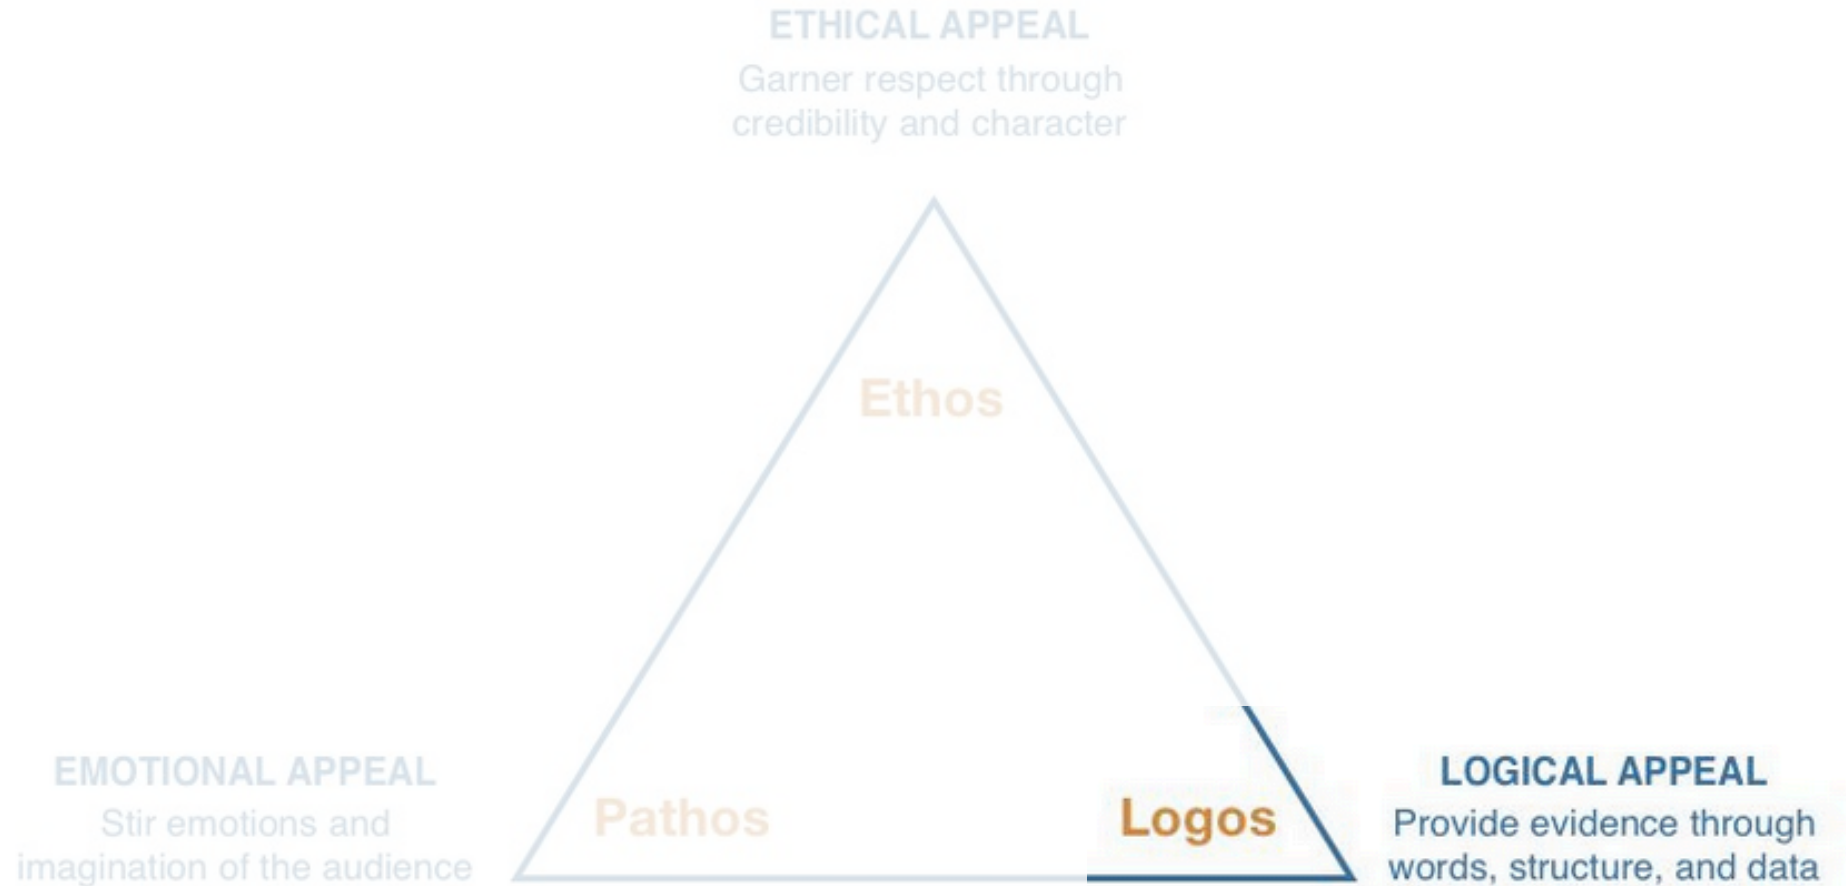 ETHICAL APPEAL
Garner respect through
credibility and character
Ethos
Pathos
Logos
EMOTIONAL APPEAL
Stir emotions and
imagination of the audience
LOGICAL APPEAL
Provide evidence through
words, structure, and data